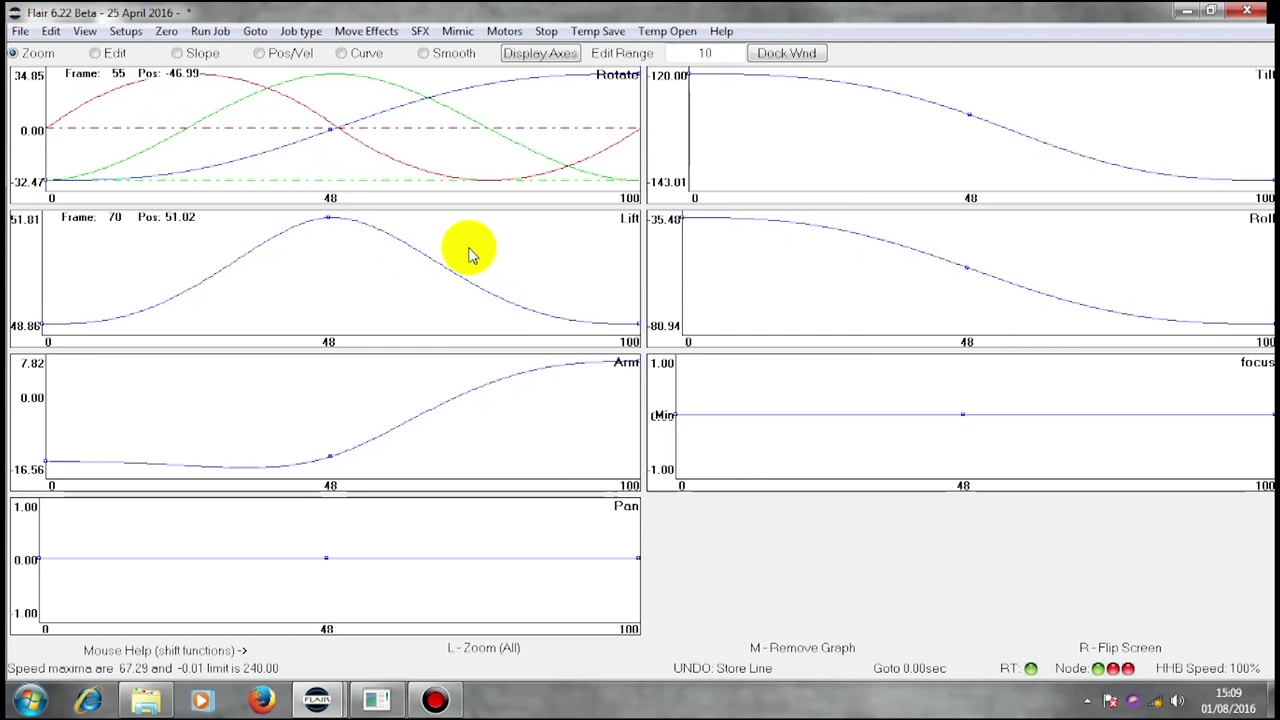 Flair 6.22 Beta - 25 April 2016 - *
File Edit View Setups Zero Run Job Job type Goto Move Effects SFX Mimic Motors Stop Temp Save Temp Open Help
Zoom Edit Slope Pos/Vel Curve Smooth Display Axes Edit Range 10 Dock Wnd
34.85 Frame: 55 Pos: -46.99 Rotate
0.00
-32.47
0 48 100
-120.00 Tilt
-143.01
0 48 100
51.81 Frame: 70 Pos: 51.02 Lift
48.86
0 48 100
-35.48 Roll
-80.94
0 48 100
7.82 Arm
0.00
-16.56
0 48 100
1.00 focus
(Min
-1.00
0 48 100
1.00 Pan
0.00
-1.00
0 48 100
Mouse Help (shift functions) -> L - Zoom (All) M - Remove Graph R - Flip Screen
Speed maxima are 67.29 and -0.01 limit is 240.00 UNDO: Store Line Goto 0.00sec RT: Node: HHB Speed: 100%
FLAIR
15:09
01/08/2016